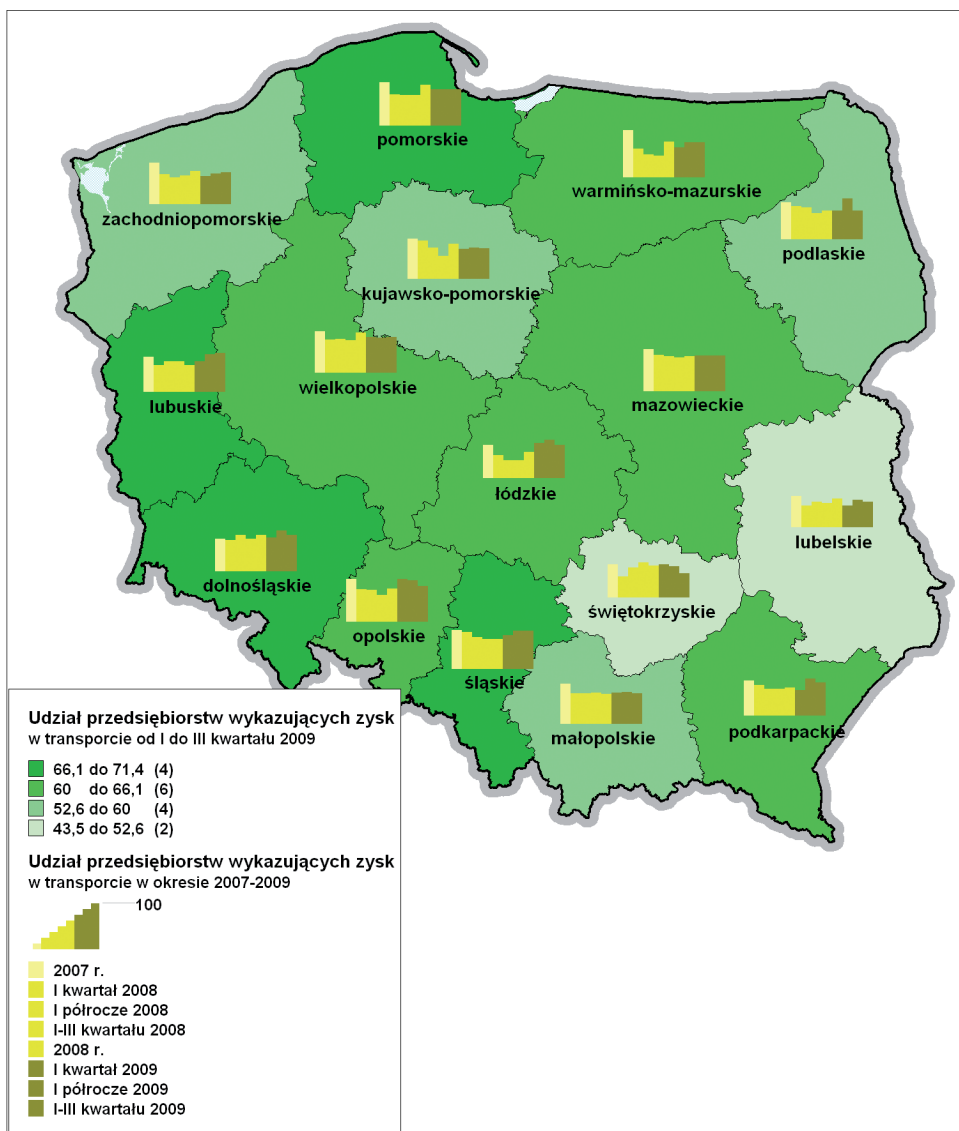 pomorskie
warmińsko-mazurskie
zachodniopomorskie
podlaskie
kujawsko-pomorskie
wielkopolskie
mazowieckie
lubuskie
łódzkie
lubelskie
dolnośląskie
świętokrzyskie
opolskie
śląskie
małopolskie
podkarpackie
Udział przedsiębiorstw wykazujących zysk
w transporcie od I do III kwartału 2009
66,1 do 71,4 (4)
60 do 66,1 (6)
52,6 do 60 (4)
43,5 do 52,6 (2)
Udział przedsiębiorstw wykazujących zysk
w transporcie w okresie 2007-2009
100
2007 r.
I kwartał 2008
I półrocze 2008
I-III kwartału 2008
2008 r.
I kwartał 2009
I półrocze 2009
I-III kwartału 2009